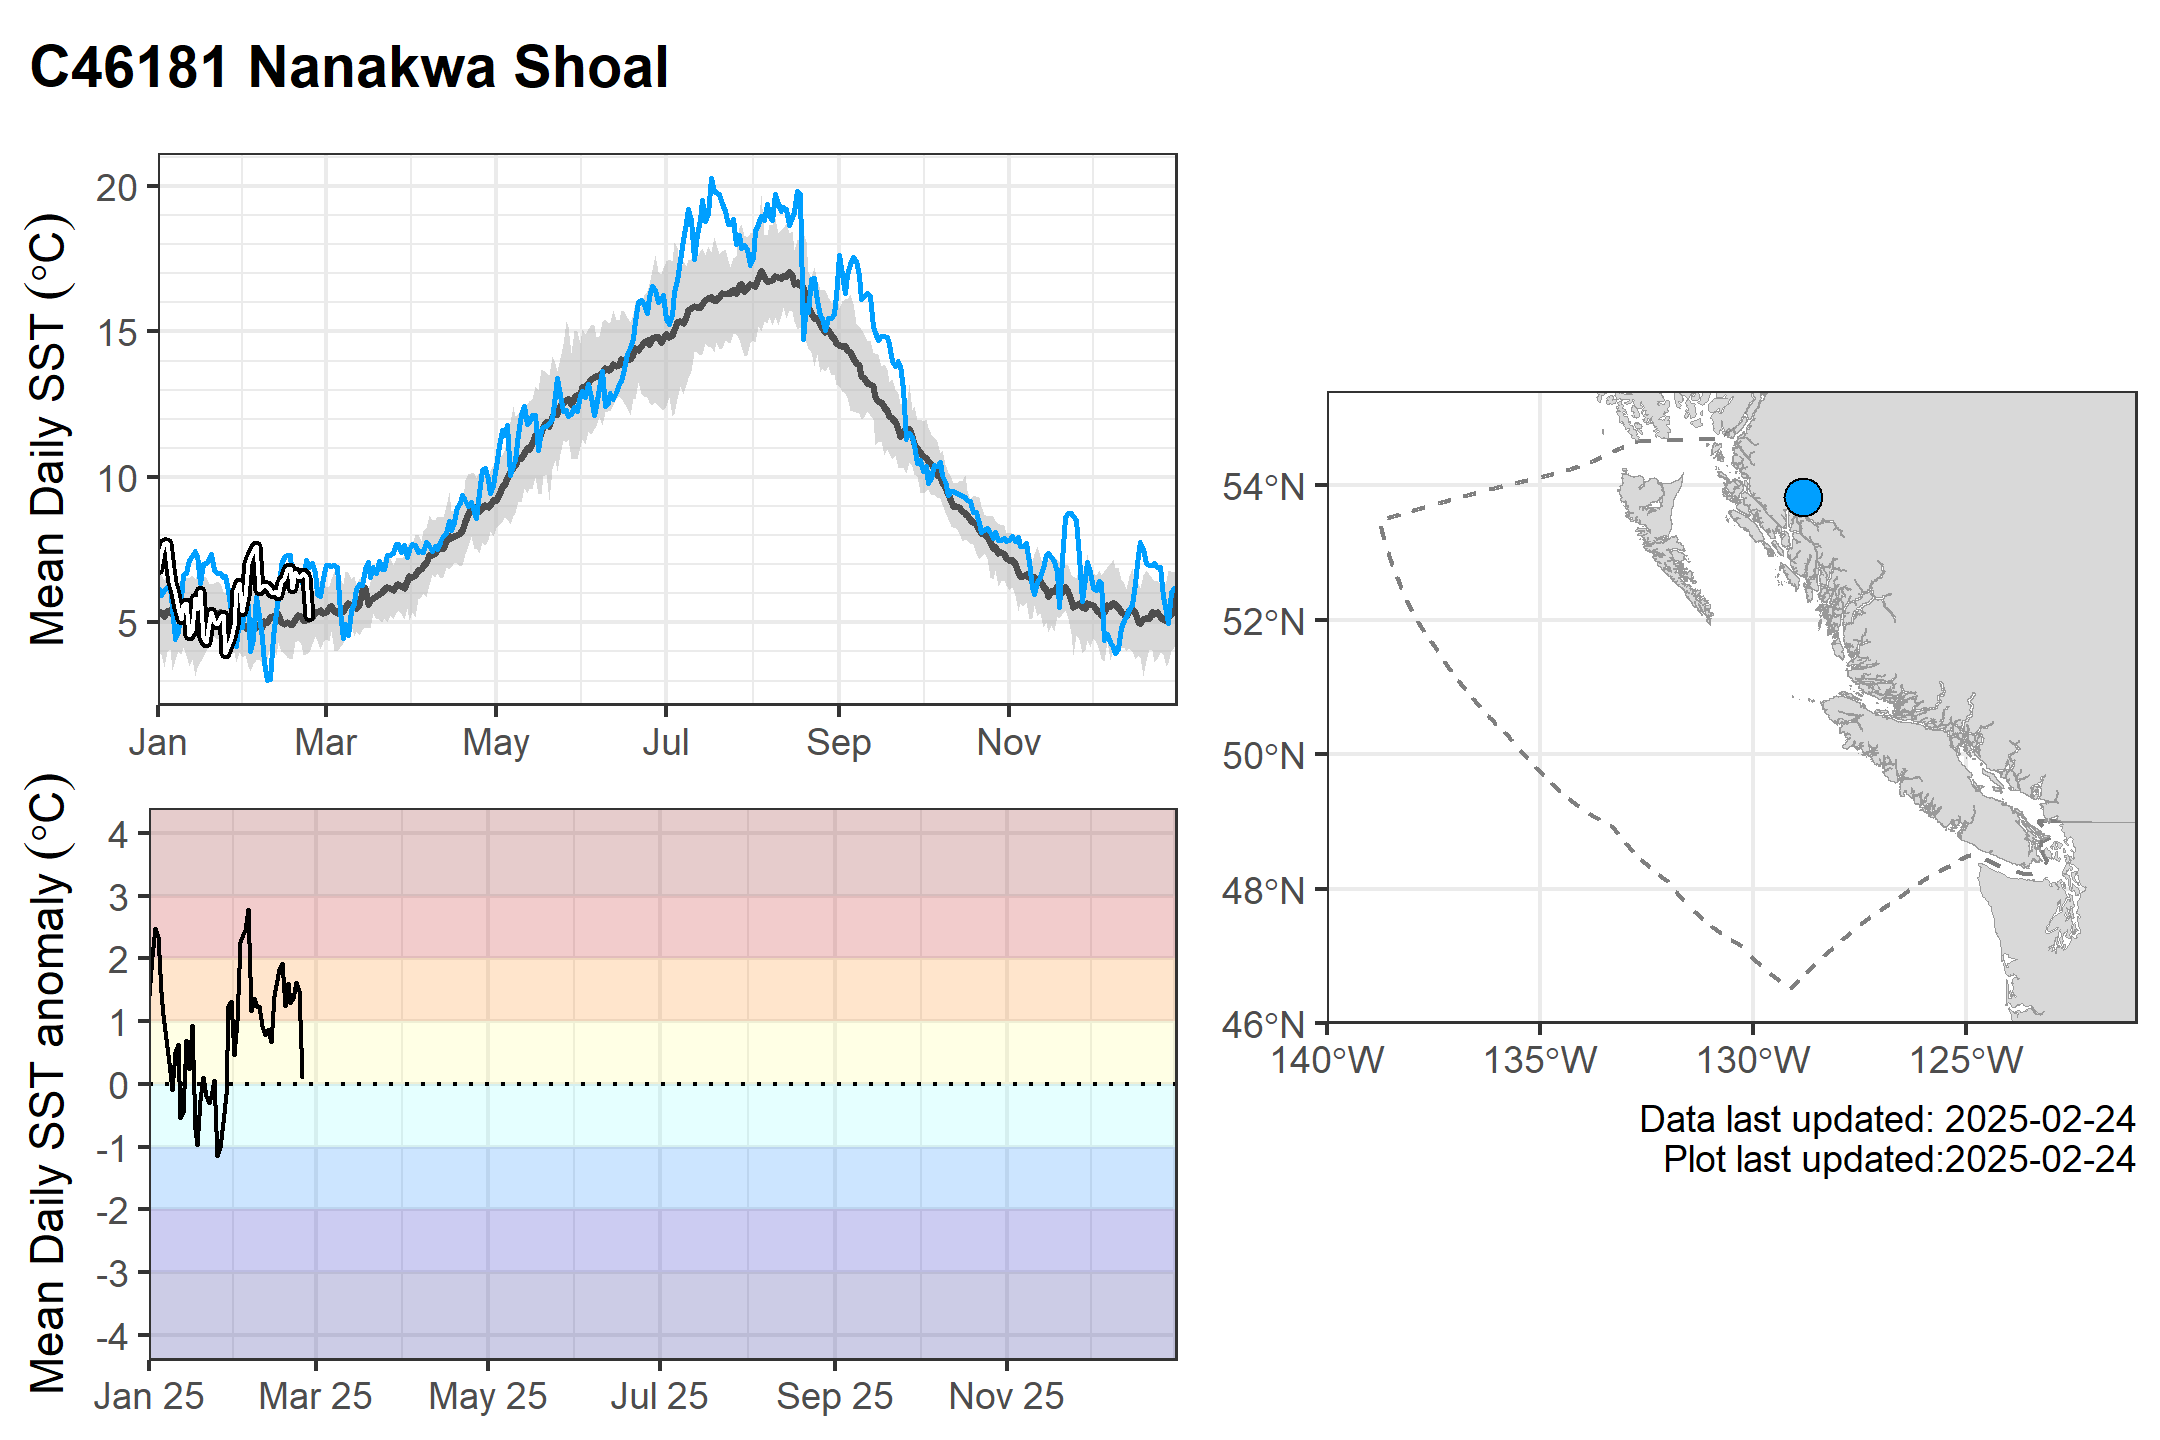 C46181 Nanakwa Shoal
Mean Daily SST (°C)
20
15
10
5
Jan
Mar
May
Jul
Sep
Nov
Mean Daily SST anomaly (°C)
4
3
2
1
0
-1
-2
-3
-4
Jan 25
Mar 25
May 25
Jul 25
Sep 25
Nov 25
54°N
52°N
50°N
48°N
46°N
140°W
135°W
130°W
125°W
Data last updated: 2025-02-24
Plot last updated:2025-02-24